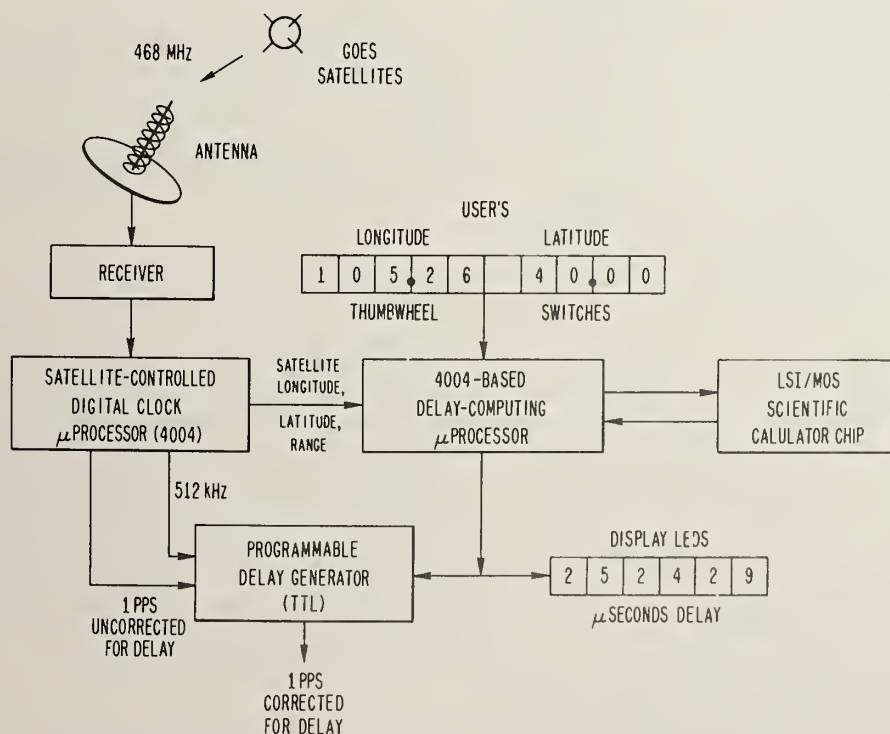 468 MHz
GOES
SATELLITES
ANTENNA
USER'S
LONGITUDE LATITUDE
1 0 5 . 2 6 4 0 . 0 0
THUMBWHEEL SWITCHES
RECEIVER
SATELLITE-CONTROLLED
DIGITAL CLOCK
μPROCESSOR (4004)
SATELLITE
LONGITUDE,
LATITUDE,
RANGE
4004-BASED
DELAY-COMPUTING
μPROCESSOR
LSI/MOS
SCIENTIFIC
CALULATOR CHIP
512 kHz
PROGRAMMABLE
DELAY GENERATOR
(TTL)
DISPLAY LEDS
2 5 2 4 2 9
μSECONDS DELAY
1 PPS
UNCORRECTED
FOR DELAY
1 PPS
CORRECTED
FOR DELAY